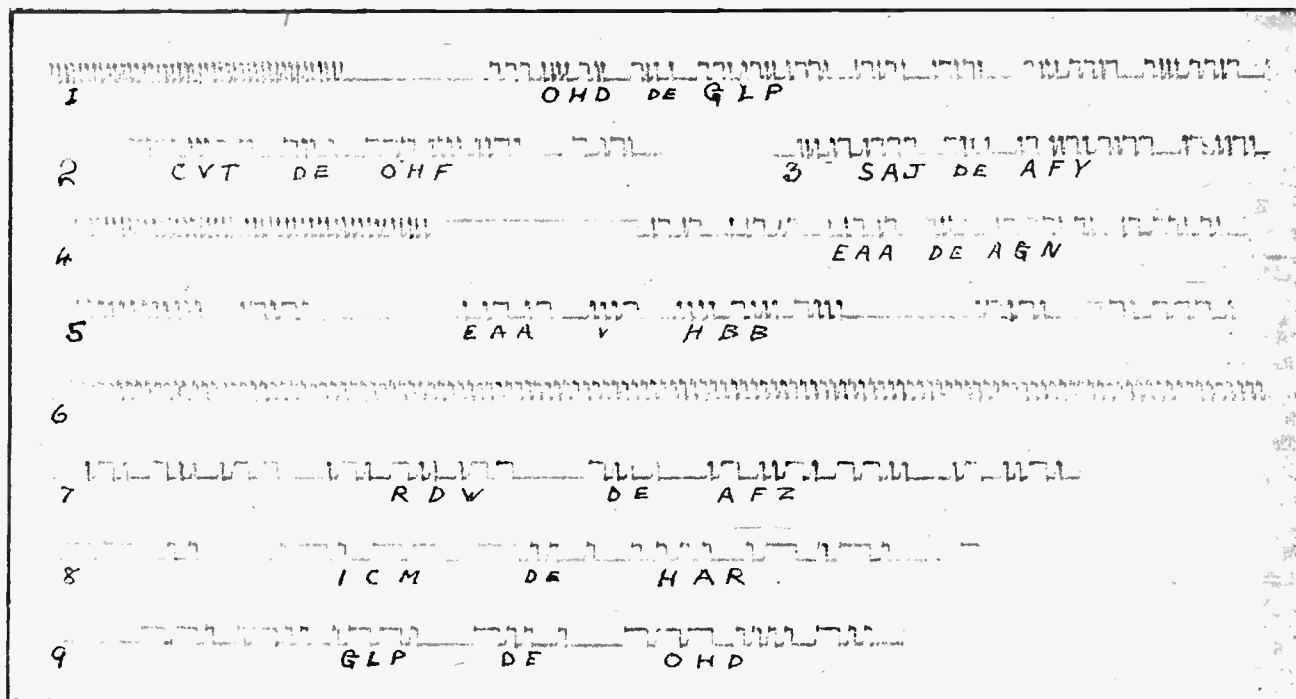 1 OHD DE GLP
2 CVT DE OHF 3 SAJ DE AFY
4 EAA DE AGN
5 EAA V HBB
6
7 RDW DE AFZ
8 ICM DE HAR
9 GLP DE OHD